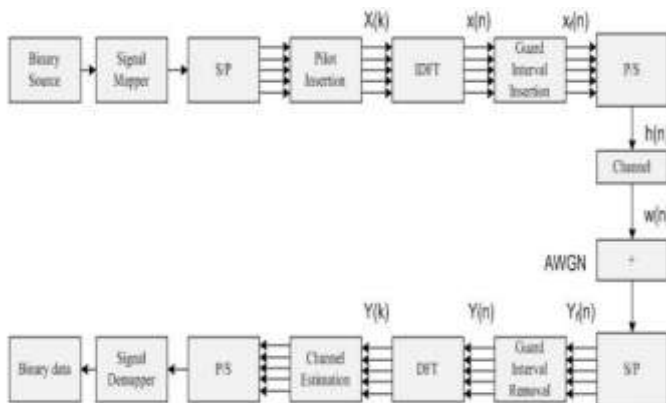 X(k) x(n) xf(n)
Binary Source
Signal Mapper
S/P
Pilot Insertion
IDFT
Guard Interval Insertion
P/S
h(n)
Channel
w(n
AWGN
+
Y(k) Y(n) Yf(n)
Binary data
Signal Demapper
P/S
Channel Estimation
DFT
Guard Interval Removal
S/P